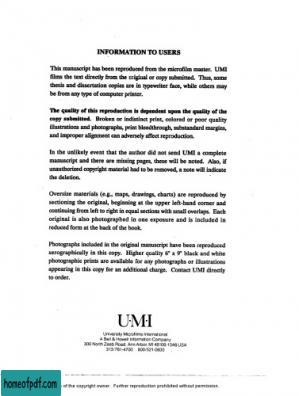 INFORMATION TO USERS
This manuscript has been reproduced from the microfilm master. UMI
films the text directly from the original or copy submitted. Thus, some
thesis and dissertation copies are in typewriter face, while others may
be from any type of computer printer.
The quality of this reproduction is dependent upon the quality of the
copy submitted. Broken or indistinct print, colored or poor quality
illustrations and photographs, print bleedthrough, substandard margins,
and improper alignment can adversely affect reproduction.
In the unlikely event that the author did not send UMI a complete
manuscript and there are missing pages, these will be noted. Also, if
unauthorized copyright material had to be removed, a note will indicate
the deletion.
Oversize materials (e.g., maps, drawings, charts) are reproduced by
sectioning the original, beginning at the upper left-hand corner and
continuing from left to right in equal sections with small overlaps. Each
original is also photographed in one exposure and is included in
reduced form at the back of the book.
Photographs included in the original manuscript have been reproduced
xerographically in this copy. Higher quality 6" x 9" black and white
photographic prints are available for any photographs or illustrations
appearing in this copy for an additional charge. Contact UMI directly
to order.
UMI
University Microfilms International
A Bell & Howell Information Company
300 North Zeeb Road, Ann Arbor, MI 48106-1346 USA
313/761-4700 800/521-0600
homeofpdf.com
of the copyright owner. Further reproduction prohibited without permission.